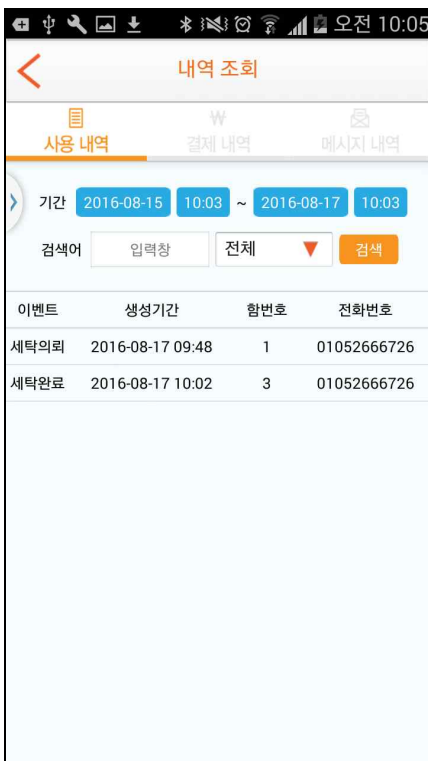 오전 10:05
내역 조회
사용 내역 결제 내역 메시지 내역
기간 2016-08-15 10:03 ~ 2016-08-17 10:03
검색어 입력창 전체 검색
이벤트 생성기간 함번호 전화번호
세탁의뢰 2016-08-17 09:48 1 01052666726
세탁완료 2016-08-17 10:02 3 01052666726